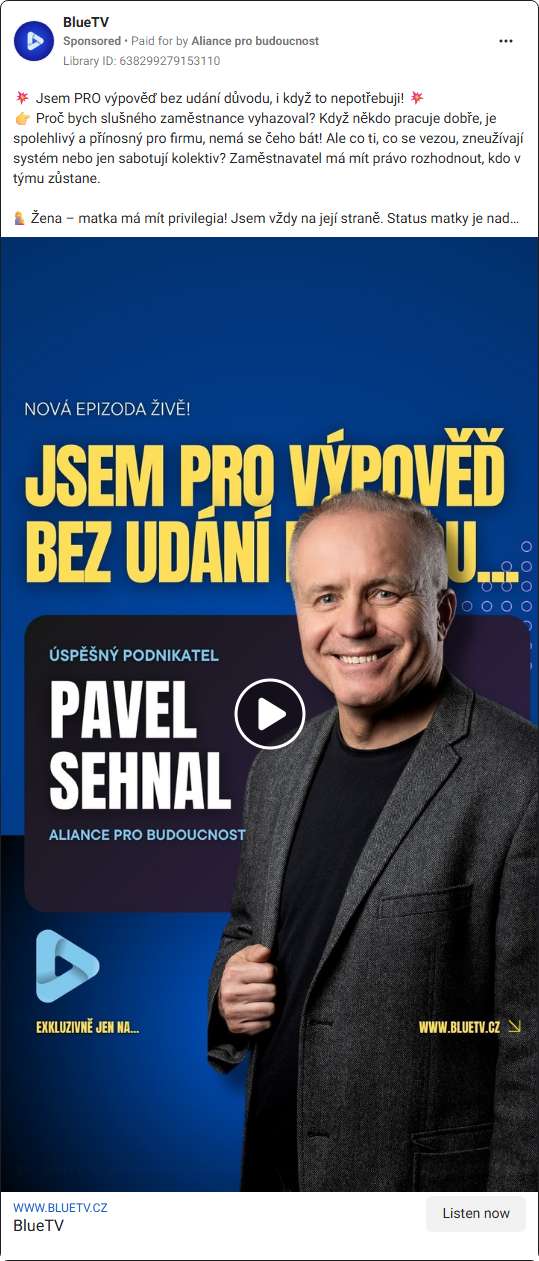 BlueTV
Sponsored • Paid for by Aliance pro budoucnost
Library ID: 638299279153110
💥 Jsem PRO výpověď bez udání důvodu, i když to nepotřebuji! 💥
👉 Proč bych slušného zaměstnance vyhazoval? Když někdo pracuje dobře, je
spolehlivý a přínosný pro firmu, nemá se čeho bát! Ale co ti, co se vezou, zneužívají
systém nebo jen sabotují kolektiv? Zaměstnavatel má mít právo rozhodnout, kdo v
týmu zůstane.
🤱 Žena – matka má mít privilegia! Jsem vždy na její straně. Status matky je nad...
NOVÁ EPIZODA ŽIVĚ!
JSEM PRO VÝPOVĚĎ
BEZ UDÁNÍ
ÚSPĚŠNÝ PODNIKATEL
PAVEL
SEHNAL
ALIANCE PRO BUDOUCNOST
EXKLUZIVNĚ JEN NA...
WWW.BLUETV.CZ
WWW.BLUETV.CZ
BlueTV
Listen now